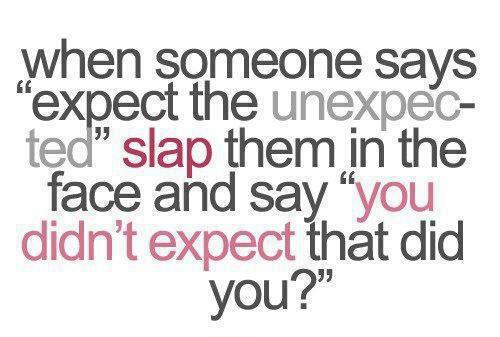 when someone says
“expect the unexpec-
ted” slap them in the
face and say “you
didn’t expect that did
you?”